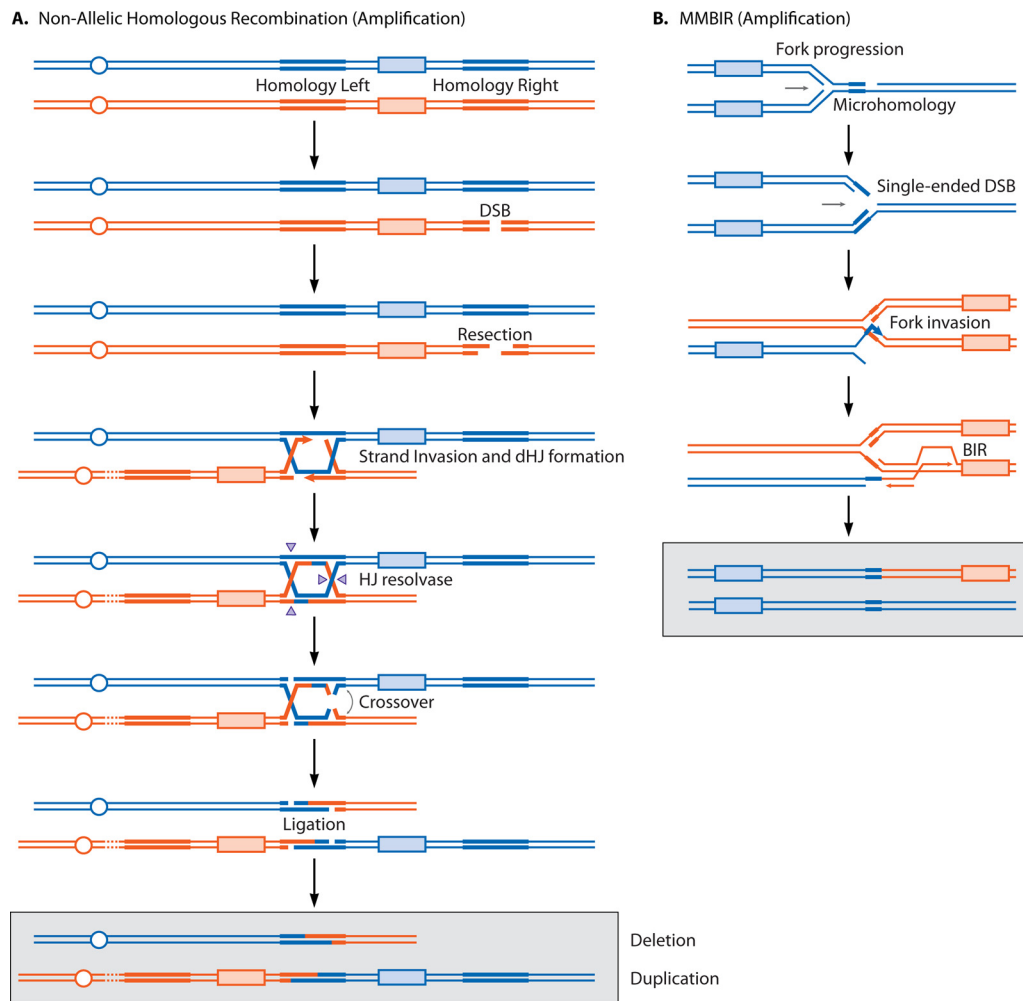 A. Non-Allelic Homologous Recombination (Amplification)
Homology Left
Homology Right
DSB
Resection
Strand Invasion and dHJ formation
HJ resolvase
Crossover
Ligation
Deletion
Duplication
B. MMBIR (Amplification)
Fork progression
Microhomology
Single-ended DSB
Fork invasion
BIR